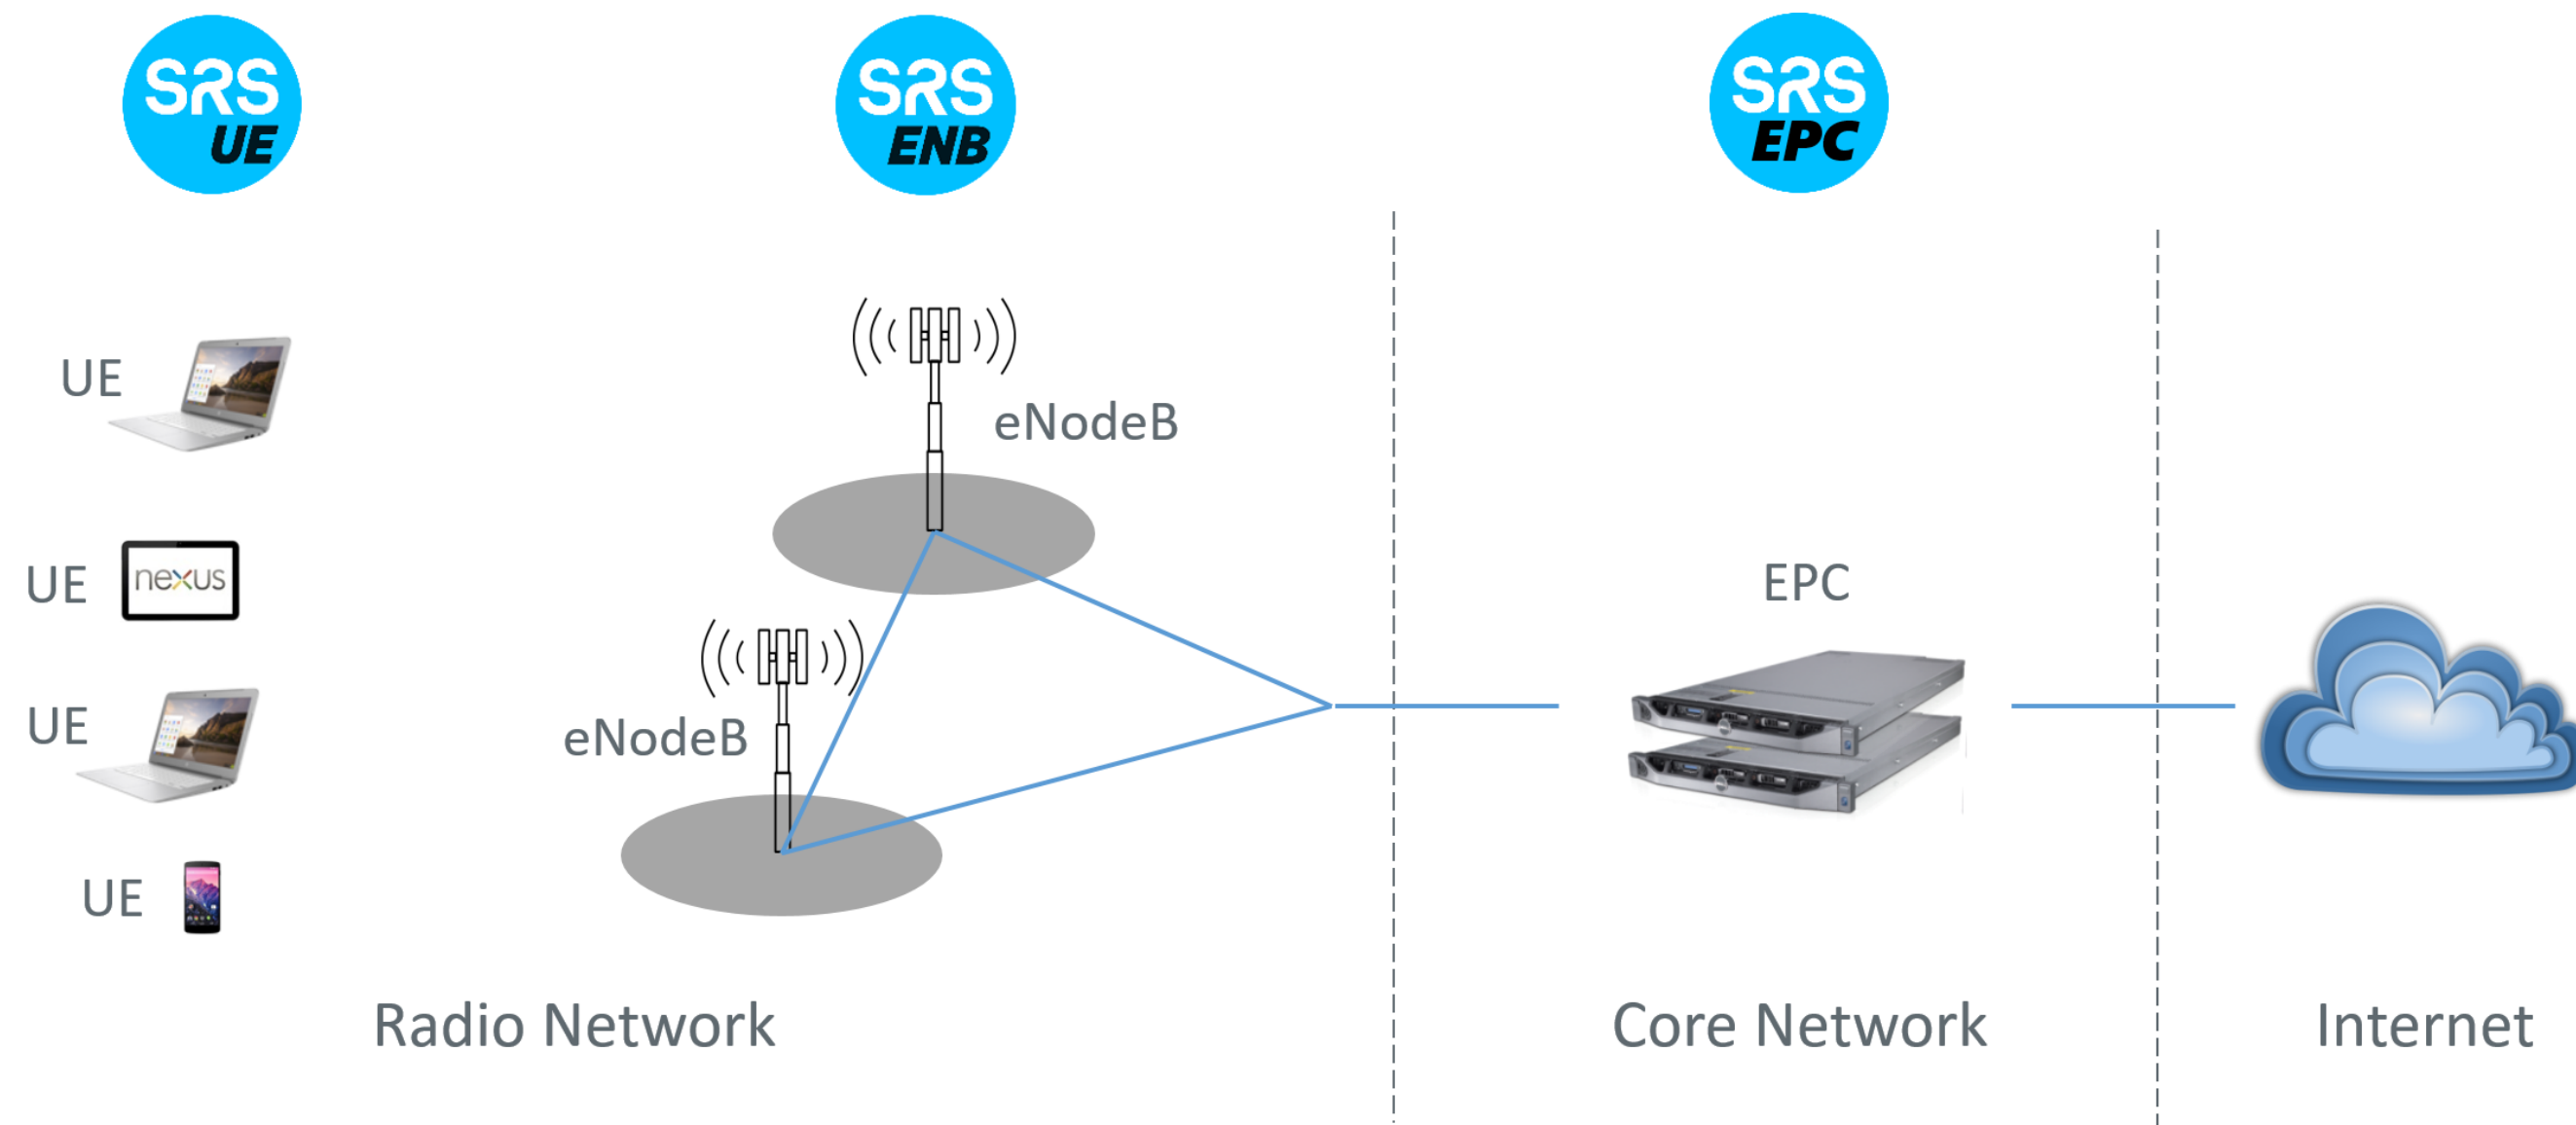 SRS
UE
SRS
ENB
SRS
EPC
UE
eNodeB
UE
nexus
EPC
UE
eNodeB
UE
Radio Network
Core Network
Internet